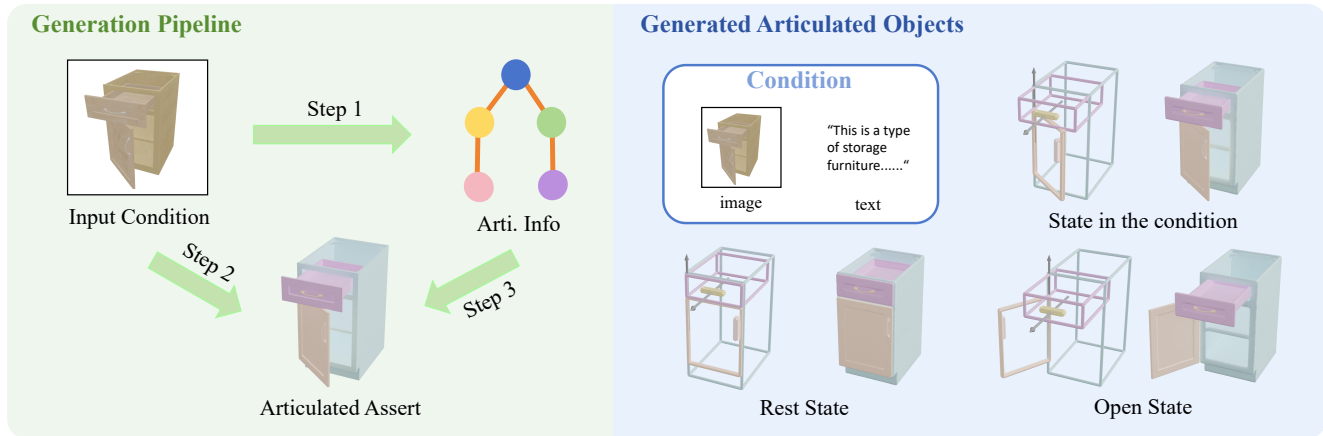 Generation Pipeline
Step 1
Input Condition
Arti. Info
Step 2
Step 3
Articulated Assert
Generated Articulated Objects
Condition
“This is a type
of storage
furniture......“
image
text
State in the condition
Rest State
Open State